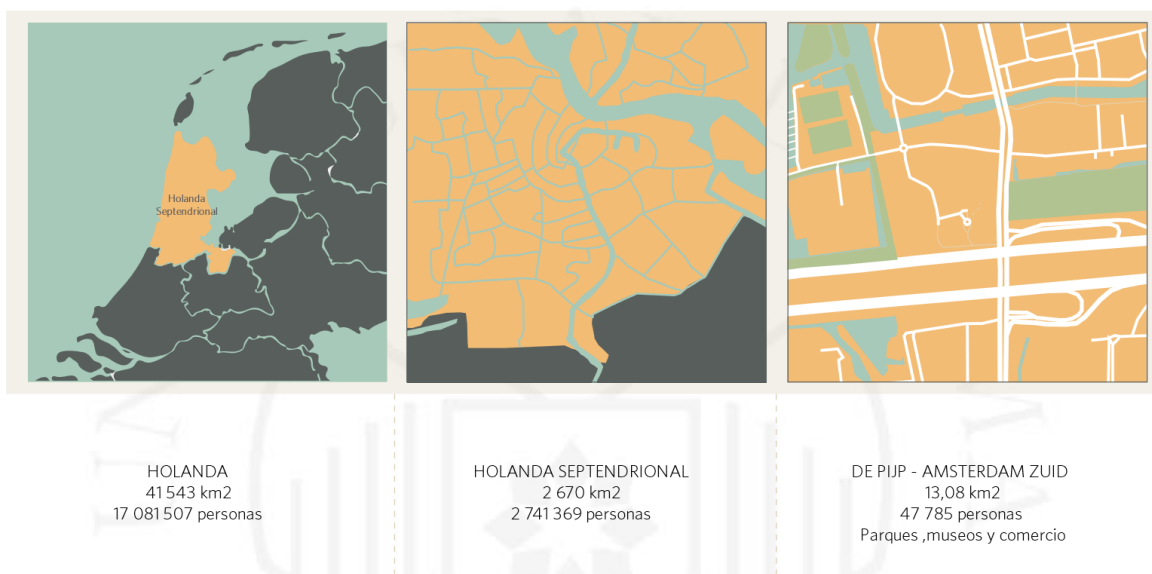 Holanda
Septendrional
HOLANDA
41 543 km2
17 081 507 personas
HOLANDA SEPTENDRIONAL
2 670 km2
2 741 369 personas
DE PIJP - AMSTERDAM ZUID
13,08 km2
47 785 personas
Parques ,museos y comercio